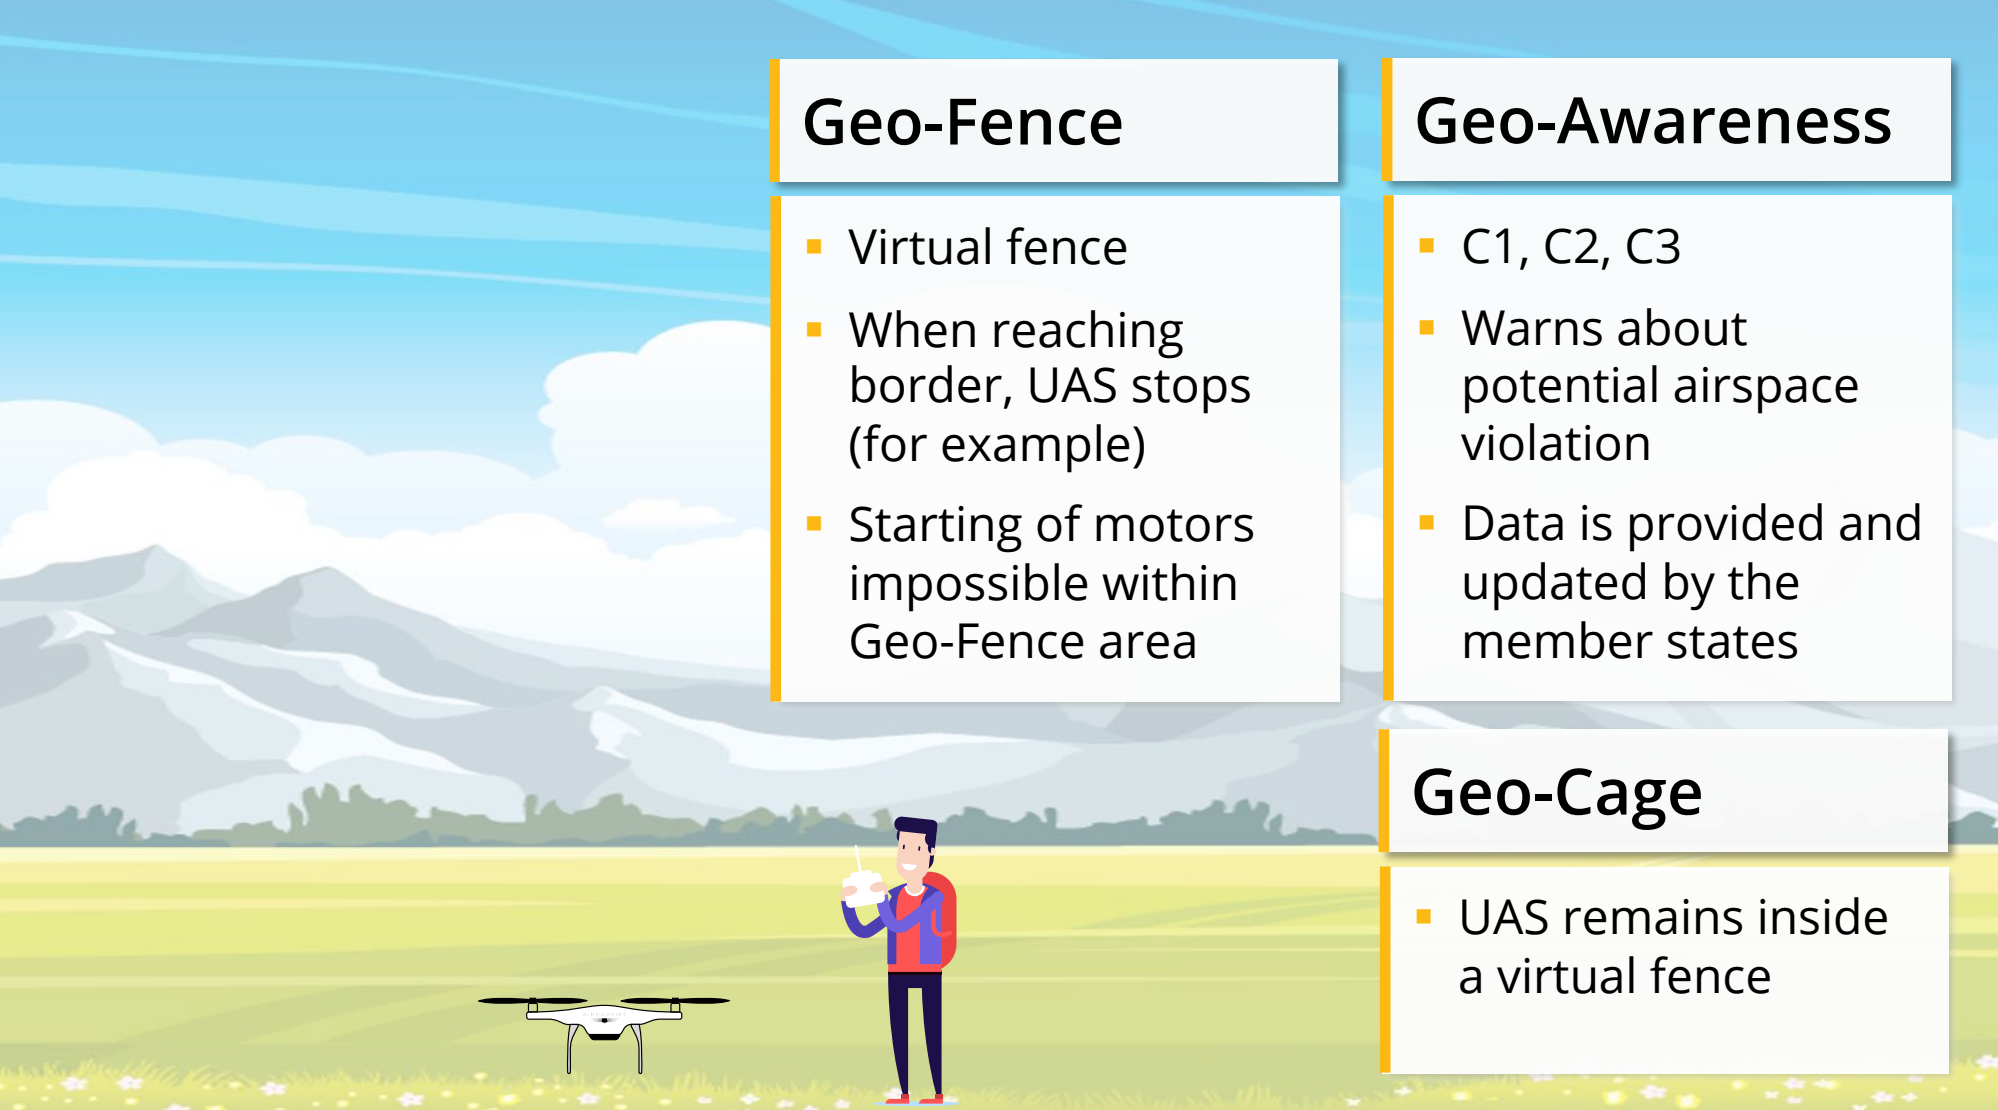 Geo-Fence
Virtual fence
When reaching
border, UAS stops
(for example)
Starting of motors
impossible within
Geo-Fence area
Geo-Awareness
C1, C2, C3
Warns about
potential airspace
violation
Data is provided and
updated by the
member states
Geo-Cage
UAS remains inside
a virtual fence